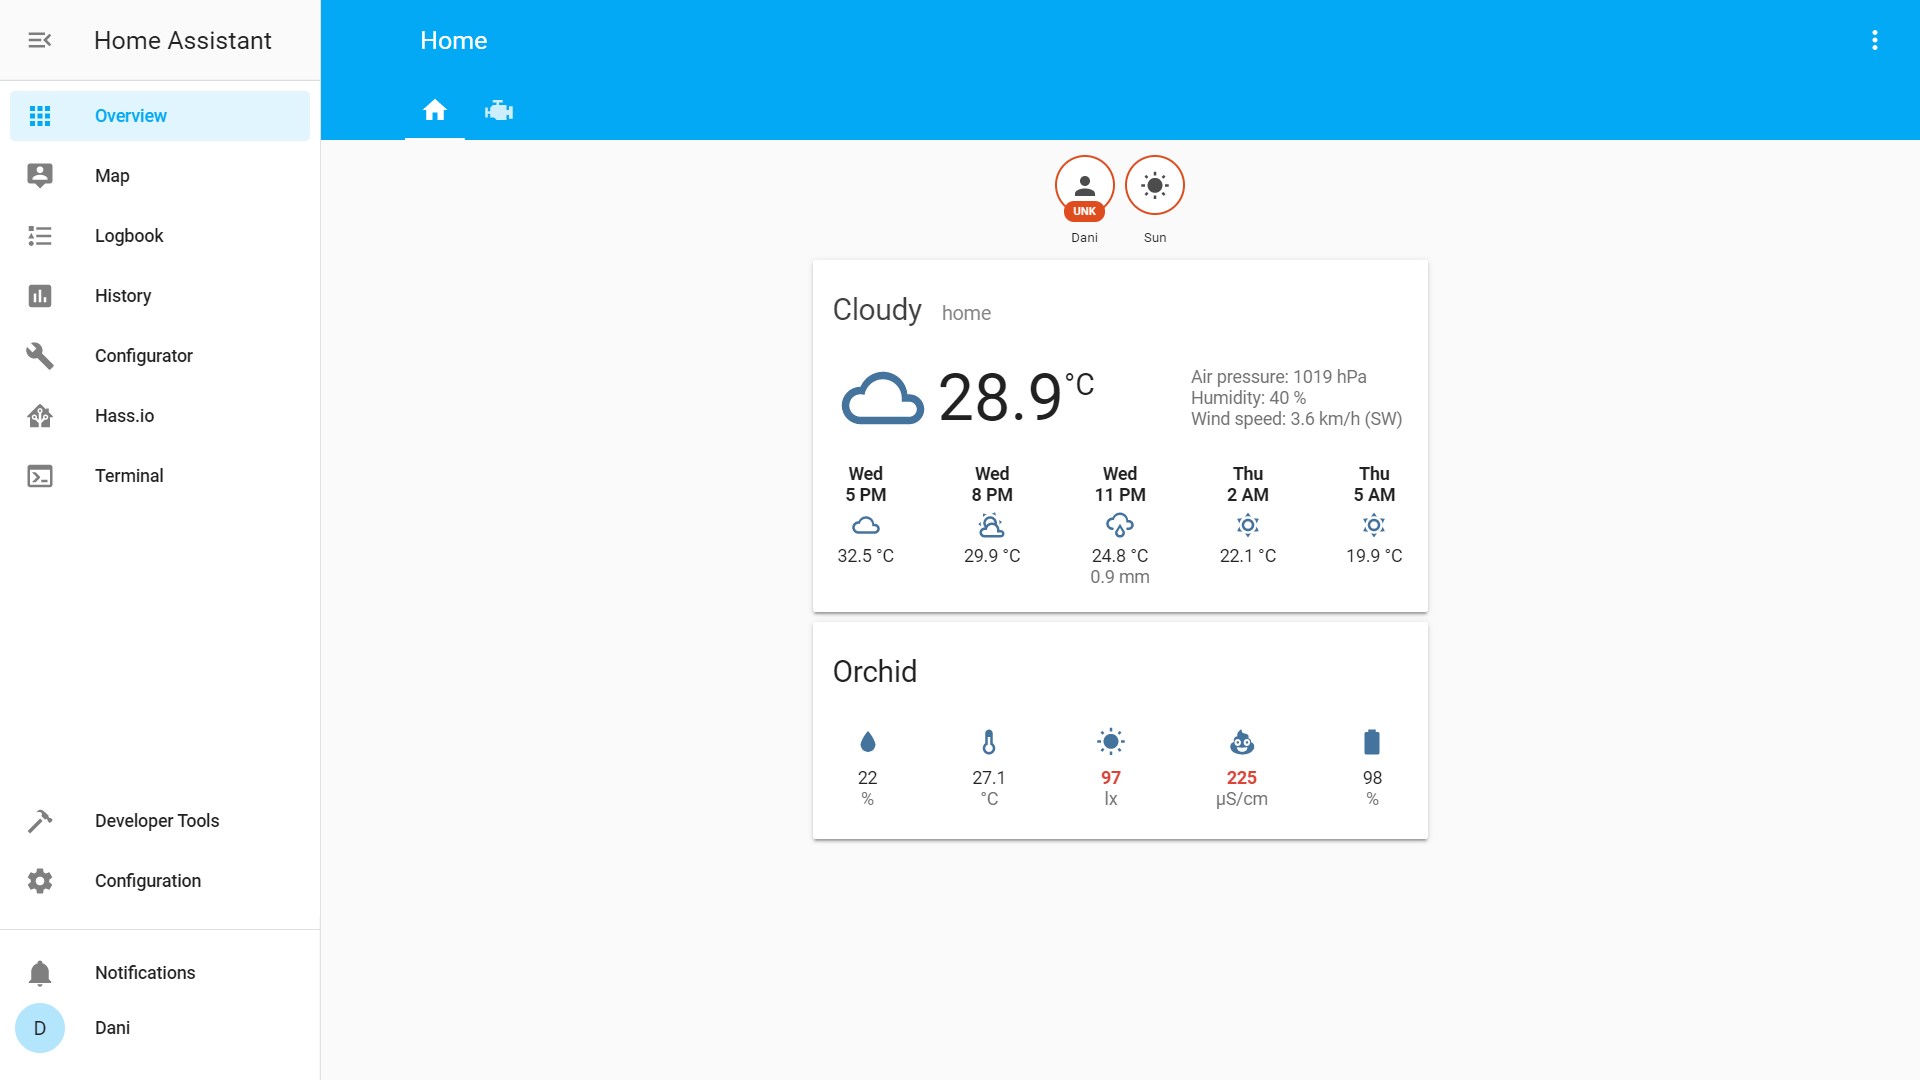 Home Assistant
Home
Overview
Map
Logbook
History
Configurator
Hass.io
Terminal
Developer Tools
Configuration
Notifications
D Dani
UNK
Dani Sun
Cloudy home
28.9 °C
Air pressure: 1019 hPa
Humidity: 40 %
Wind speed: 3.6 km/h (SW)
Wed Wed Wed Thu Thu
5 PM 8 PM 11 PM 2 AM 5 AM
32.5 °C 29.9 °C 24.8 °C 22.1 °C 19.9 °C
0.9 mm
Orchid
22 27.1 97 225 98
% °C lx µS/cm %